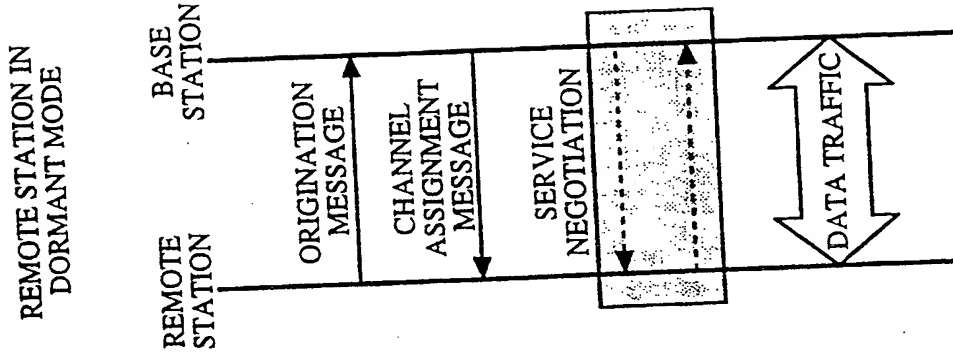 REMOTE STATION IN
DORMANT MODE
REMOTE
STATION
BASE
STATION
ORIGINATION
MESSAGE
CHANNEL
ASSIGNMENT
MESSAGE
SERVICE
NEGOTIATION
DATA TRAFFIC